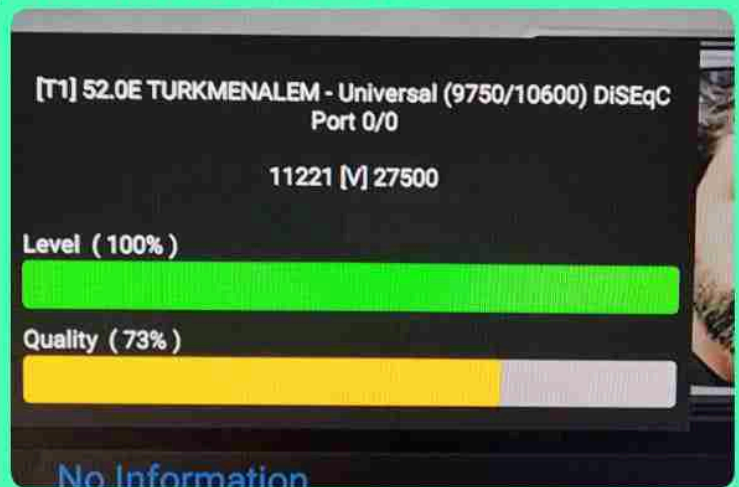 [T1] 52.0E TURKMENALEM - Universal (9750/10600) DiSEqC
Port 0/0
11221 [V] 27500
Level ( 100% )
Quality ( 73% )
No Information